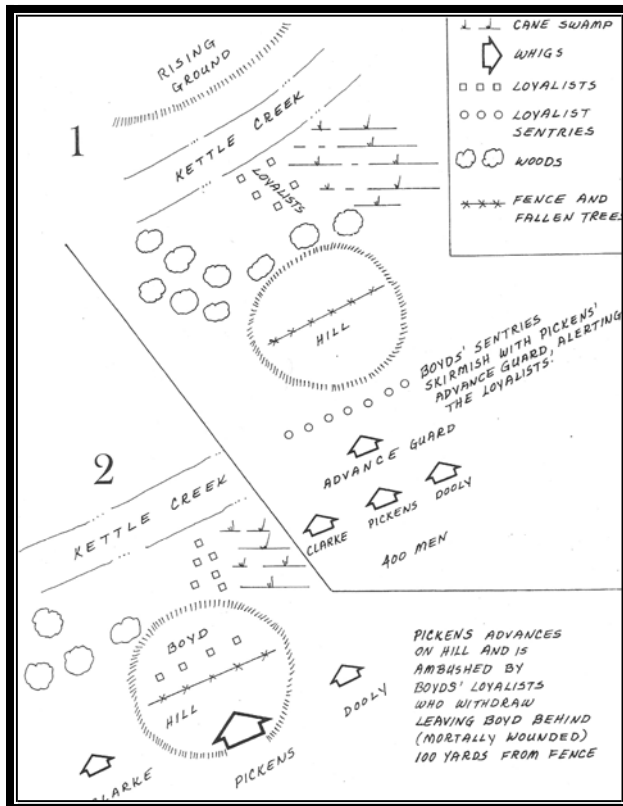 RISING
GROUND
1
KETTLE CREEK
LOYALISTS
CANE SWAMP
WHIGS
LOYALISTS
LOYALIST
SENTRIES
WOODS
FENCE AND
FALLEN TREES
HILL
BOYDS' SENTRIES
SKIRMISH WITH PICKENS'
ADVANCE GUARD, ALERTING
THE LOYALISTS.
ADVANCE GUARD
CLARKE
PICKENS
DOOLY
400 MEN
2
KETTLE CREEK
BOYD
HILL
DOOLY
CLARKE
PICKENS
PICKENS ADVANCES
ON HILL AND IS
AMBUSHED BY
BOYDS' LOYALISTS
WHO WITHDRAW
LEAVING BOYD BEHIND
(MORTALLY WOUNDED)
100 YARDS FROM FENCE